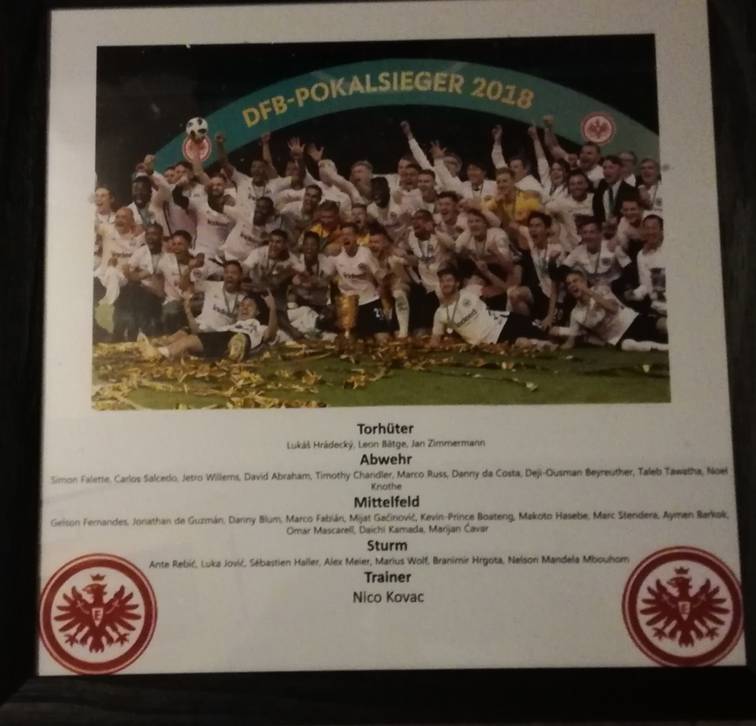 DFB-POKALSIEGER 2018
Torhüter
Lukáš Hrádecký, Leon Bätge, Jan Zimmermann
Abwehr
Simon Falette, Carlos Salcedo, Jetro Willems, David Abraham, Timothy Chandler, Marco Russ, Danny da Costa, Deji-Ousman Beyreuther, Taleb Tawatha, Noel
Knothe
Mittelfeld
Gelson Fernandes, Jonathan de Guzmán, Danny Blum, Marco Fabián, Mijat Gaćinović, Kevin-Prince Boateng, Makoto Hasebe, Marc Stendera, Aymen Barkok,
Omar Mascarell, Daichi Kamada, Marijan Ćavar
Sturm
Ante Rebić, Luka Jović, Sébastien Haller, Alex Meier, Marius Wolf, Branimir Hrgota, Nelson Mandela Mbouhom
Trainer
Nico Kovac